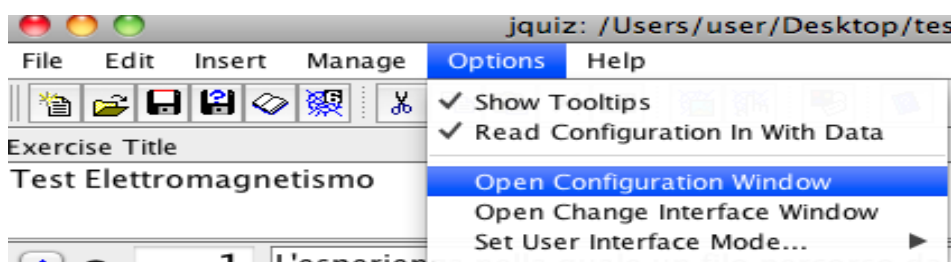 jquiz: /Users/user/Desktop/tes
File Edit Insert Manage Options Help
Show Tooltips
Read Configuration In With Data
Exercise Title
Test Elettromagnetismo
Open Configuration Window
Open Change Interface Window
Set User Interface Mode...
1